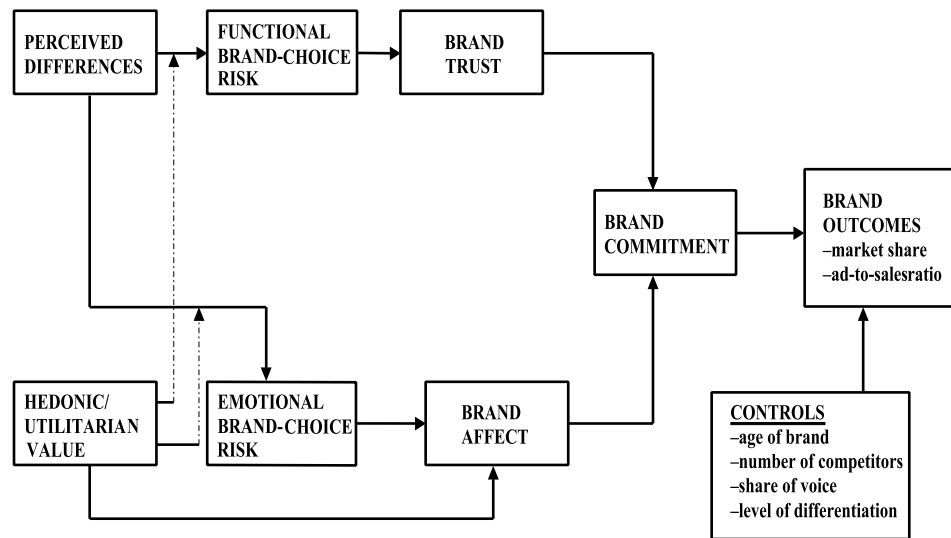 PERCEIVED
DIFFERENCES
FUNCTIONAL
BRAND-CHOICE
RISK
BRAND
TRUST
BRAND
COMMITMENT
BRAND
OUTCOMES
–market share
–ad-to-salesratio
HEDONIC/
UTILITARIAN
VALUE
EMOTIONAL
BRAND-CHOICE
RISK
BRAND
AFFECT
CONTROLS
–age of brand
–number of competitors
–share of voice
–level of differentiation